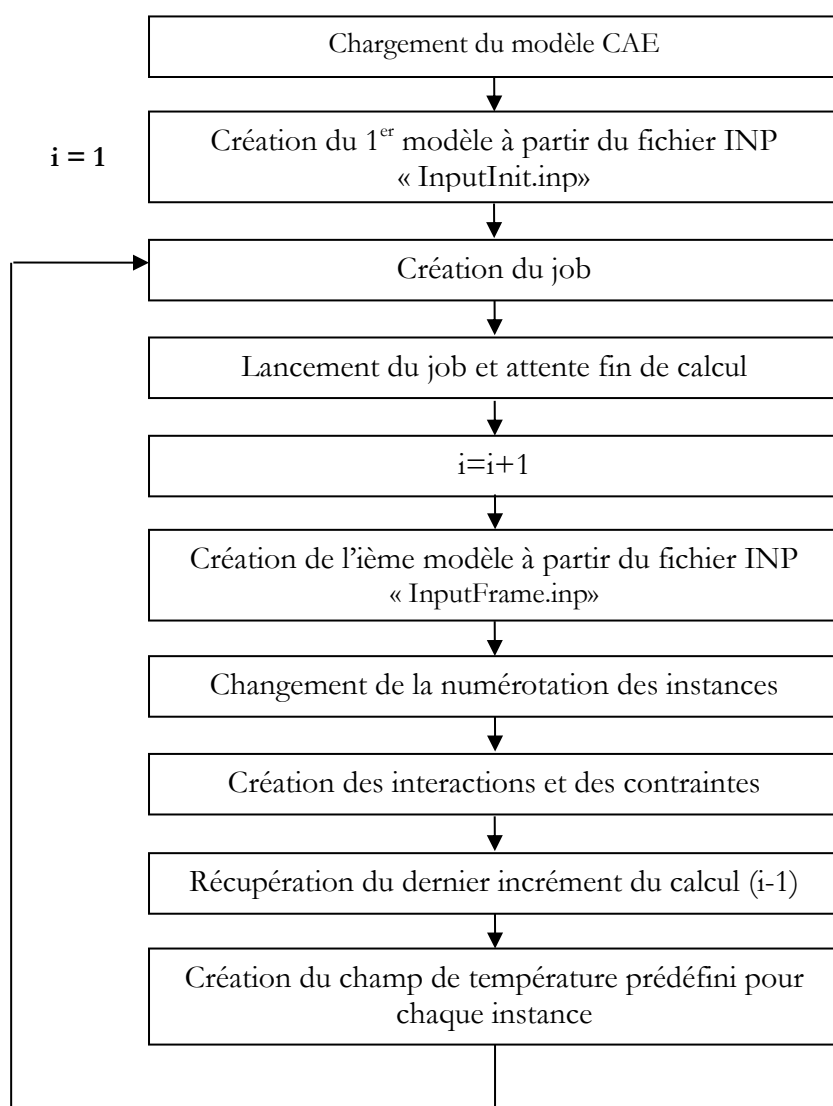 Chargement du modèle CAE
i = 1
Création du 1er modèle à partir du fichier INP
« InputInit.inp»
Création du job
Lancement du job et attente fin de calcul
i=i+1
Création de l’ième modèle à partir du fichier INP
« InputFrame.inp»
Changement de la numérotation des instances
Création des interactions et des contraintes
Récupération du dernier incrément du calcul (i-1)
Création du champ de température prédéfini pour
chaque instance